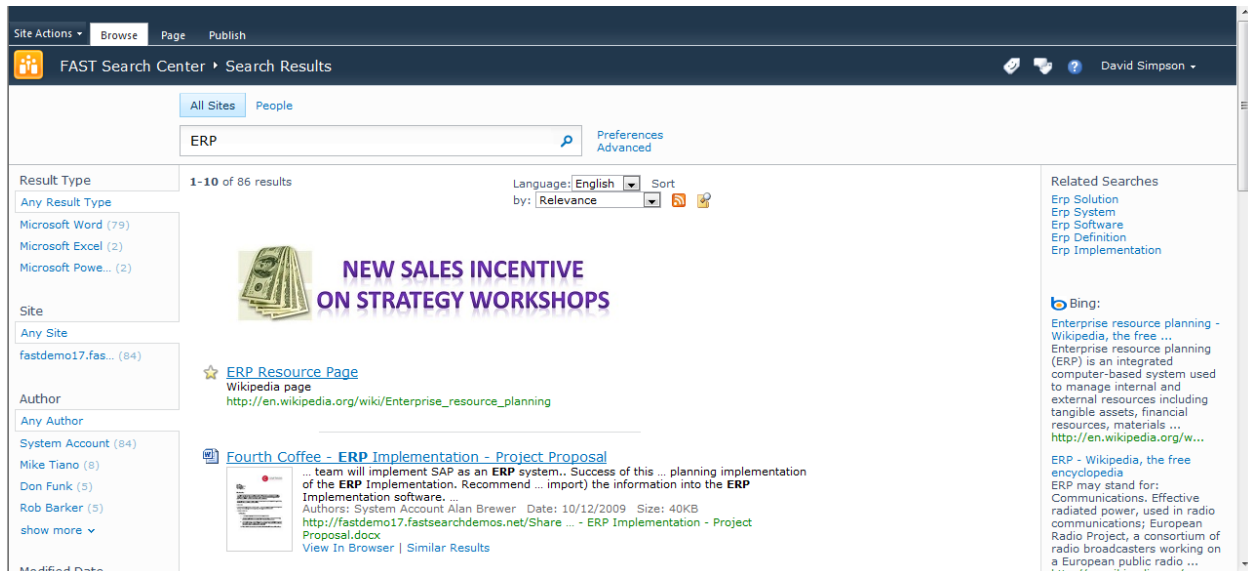 Site Actions Browse Page Publish
FAST Search Center Search Results David Simpson
All Sites People
ERP
Preferences
Advanced
Result Type
Any Result Type
Microsoft Word (79)
Microsoft Excel (2)
Microsoft Powe... (2)
Site
Any Site
fastdemo17.fas... (84)
Author
Any Author
System Account (84)
Mike Tiano (8)
Don Funk (5)
Rob Barker (5)
show more
Modified Date
1-10 of 86 results
Language: English Sort
by: Relevance
NEW SALES INCENTIVE
ON STRATEGY WORKSHOPS
ERP Resource Page
Wikipedia page
http://en.wikipedia.org/wiki/Enterprise_resource_planning
Fourth Coffee - ERP Implementation - Project Proposal
... team will implement SAP as an ERP system.. Success of this ... planning implementation
of the ERP Implementation. Recommend ... import) the information into the ERP
Implementation software. ...
Authors: System Account Alan Brewer Date: 10/12/2009 Size: 40KB
http://fastdemo17.fastsearchdemos.net/Share ... - ERP Implementation - Project
Proposal.docx
View In Browser | Similar Results
Related Searches
Erp Solution
Erp System
Erp Software
Erp Definition
Erp Implementation
Bing:
Enterprise resource planning -
Wikipedia, the free ...
Enterprise resource planning
(ERP) is an integrated
computer-based system used
to manage internal and
external resources including
tangible assets, financial
resources, materials ...
http://en.wikipedia.org/w...
ERP - Wikipedia, the free
encyclopedia
ERP may stand for:
Communications. Effective
radiated power, used in radio
communications; European
Radio Project, a consortium of
radio broadcasters working on
a European public radio ...